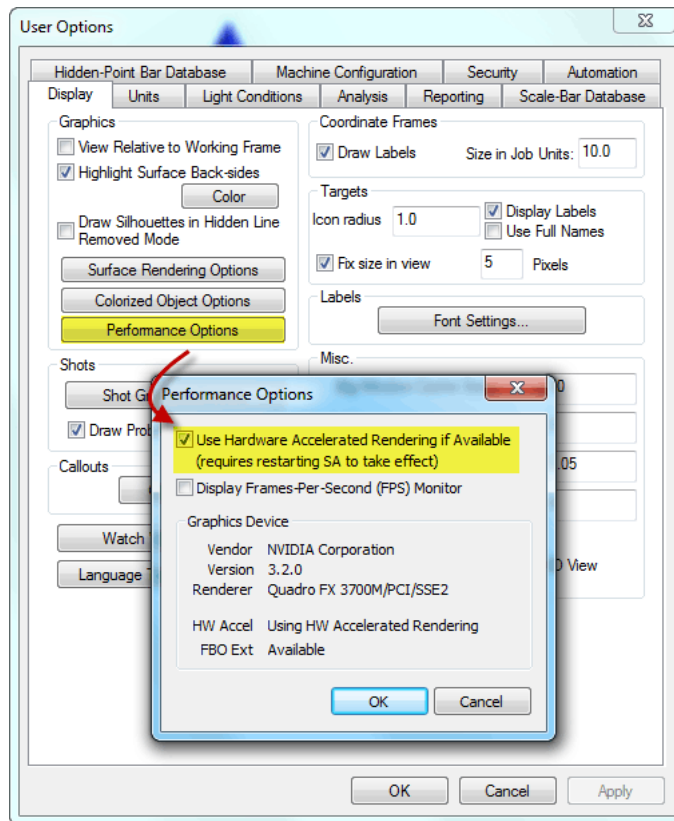 User Options
Hidden-Point Bar Database
Machine Configuration
Security
Automation
Display
Units
Light Conditions
Analysis
Reporting
Scale-Bar Database
Graphics
View Relative to Working Frame
Highlight Surface Back-sides
Color
Draw Silhouettes in Hidden Line
Removed Mode
Surface Rendering Options
Colorized Object Options
Performance Options
Coordinate Frames
Draw Labels
Size in Job Units: 10.0
Targets
Icon radius 1.0
Display Labels
Use Full Names
Fix size in view 5 Pixels
Labels
Font Settings...
Shots
Shot G
Draw Prob
Callouts
Watch
Language
Misc.
0
.05
View
Performance Options
Use Hardware Accelerated Rendering if Available
(requires restarting SA to take effect)
Display Frames-Per-Second (FPS) Monitor
Graphics Device
Vendor NVIDIA Corporation
Version 3.2.0
Renderer Quadro FX 3700M/PCI/SSE2
HW Accel Using HW Accelerated Rendering
FBO Ext Available
OK
Cancel
OK
Cancel
Apply